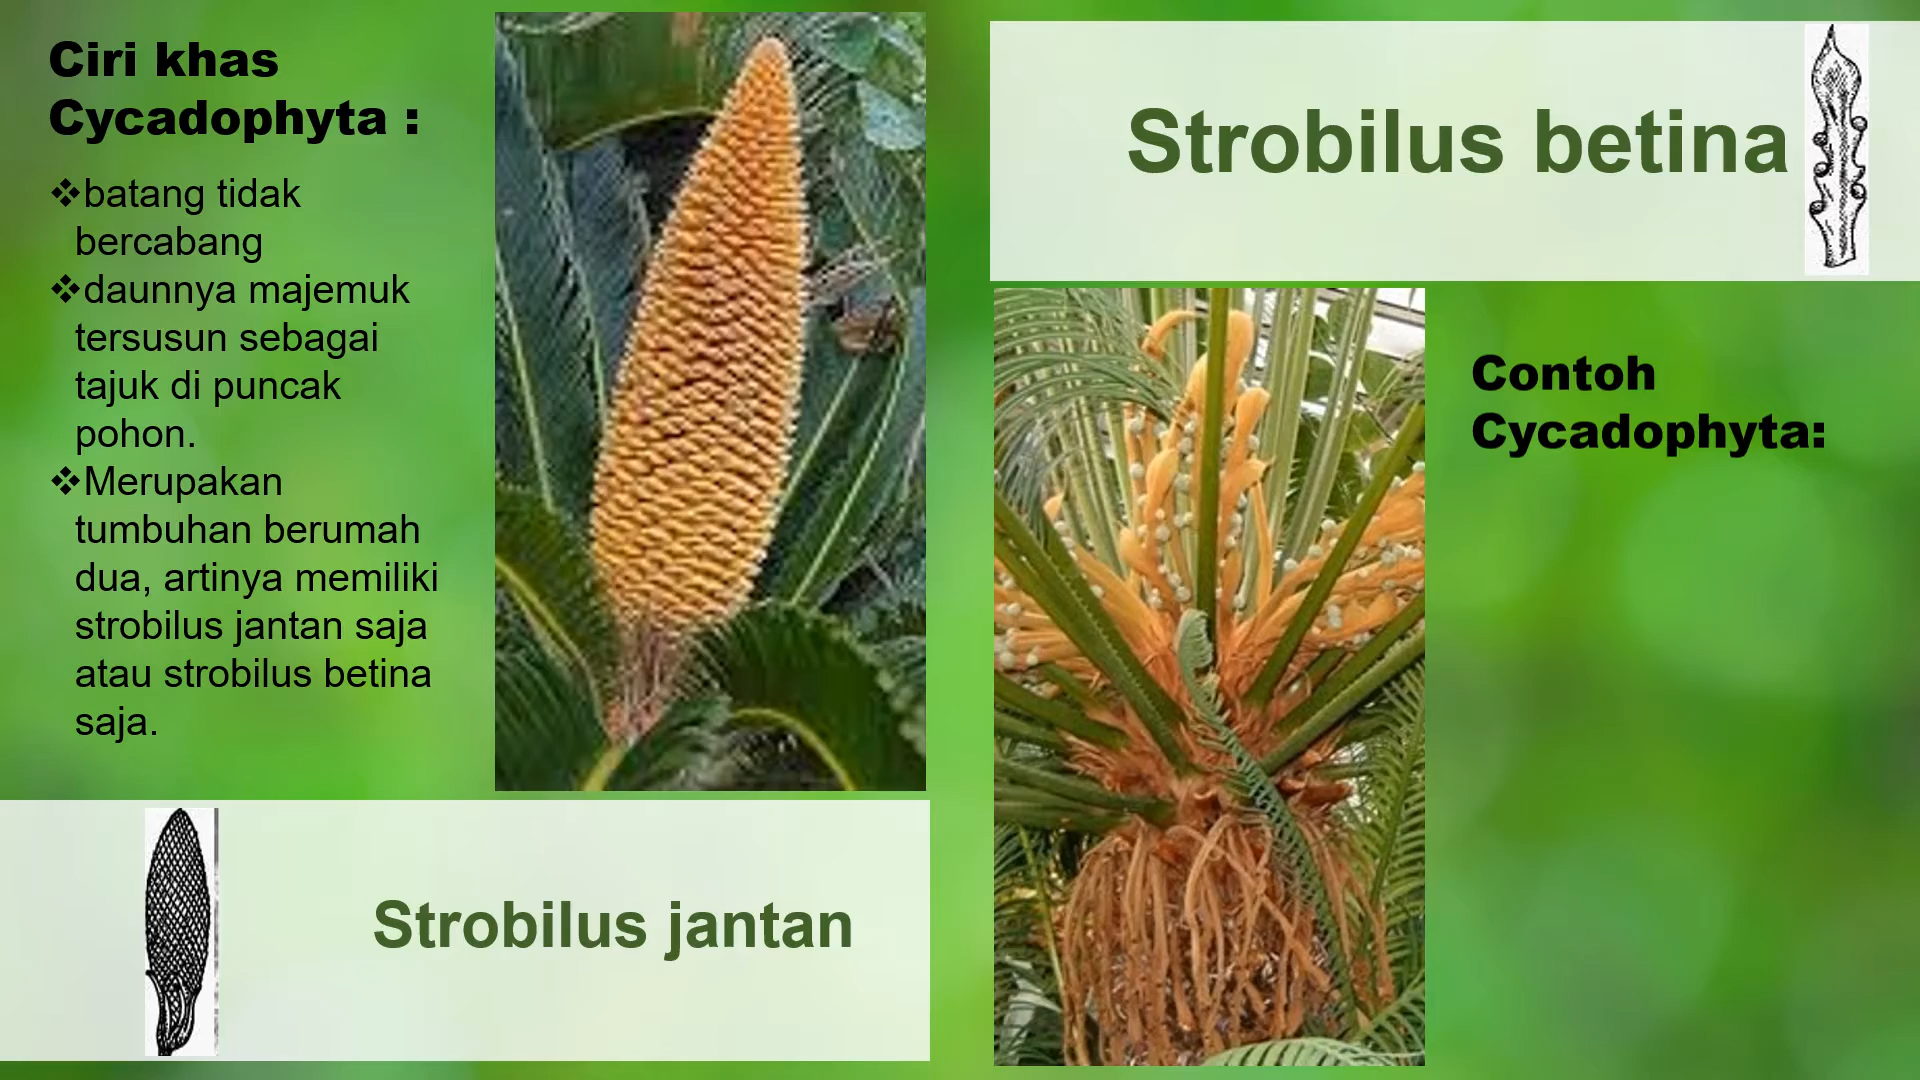 Ciri khas
Cycadophyta :
❖batang tidak
bercabang
❖daunnya majemuk
tersusun sebagai
tajuk di puncak
pohon.
❖Merupakan
tumbuhan berumah
dua, artinya memiliki
strobilus jantan saja
atau strobilus betina
saja.
Strobilus jantan
Strobilus betina
Contoh
Cycadophyta: